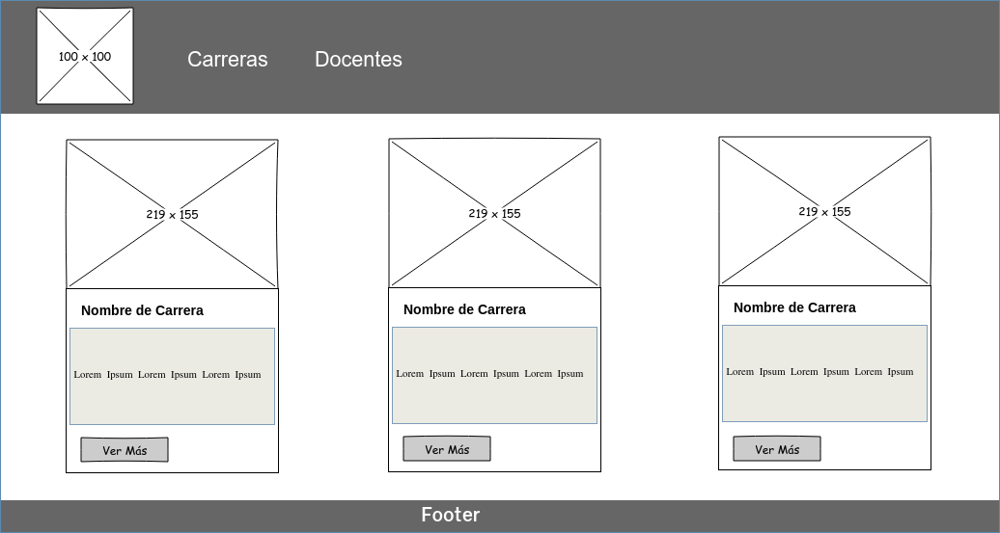 100 x 100
Carreras
Docentes
219 x 155
219 x 155
219 x 155
Nombre de Carrera
Nombre de Carrera
Nombre de Carrera
Lorem Ipsum Lorem Ipsum Lorem Ipsum
Lorem Ipsum Lorem Ipsum Lorem Ipsum
Lorem Ipsum Lorem Ipsum Lorem Ipsum
Ver Más
Ver Más
Ver Más
Footer